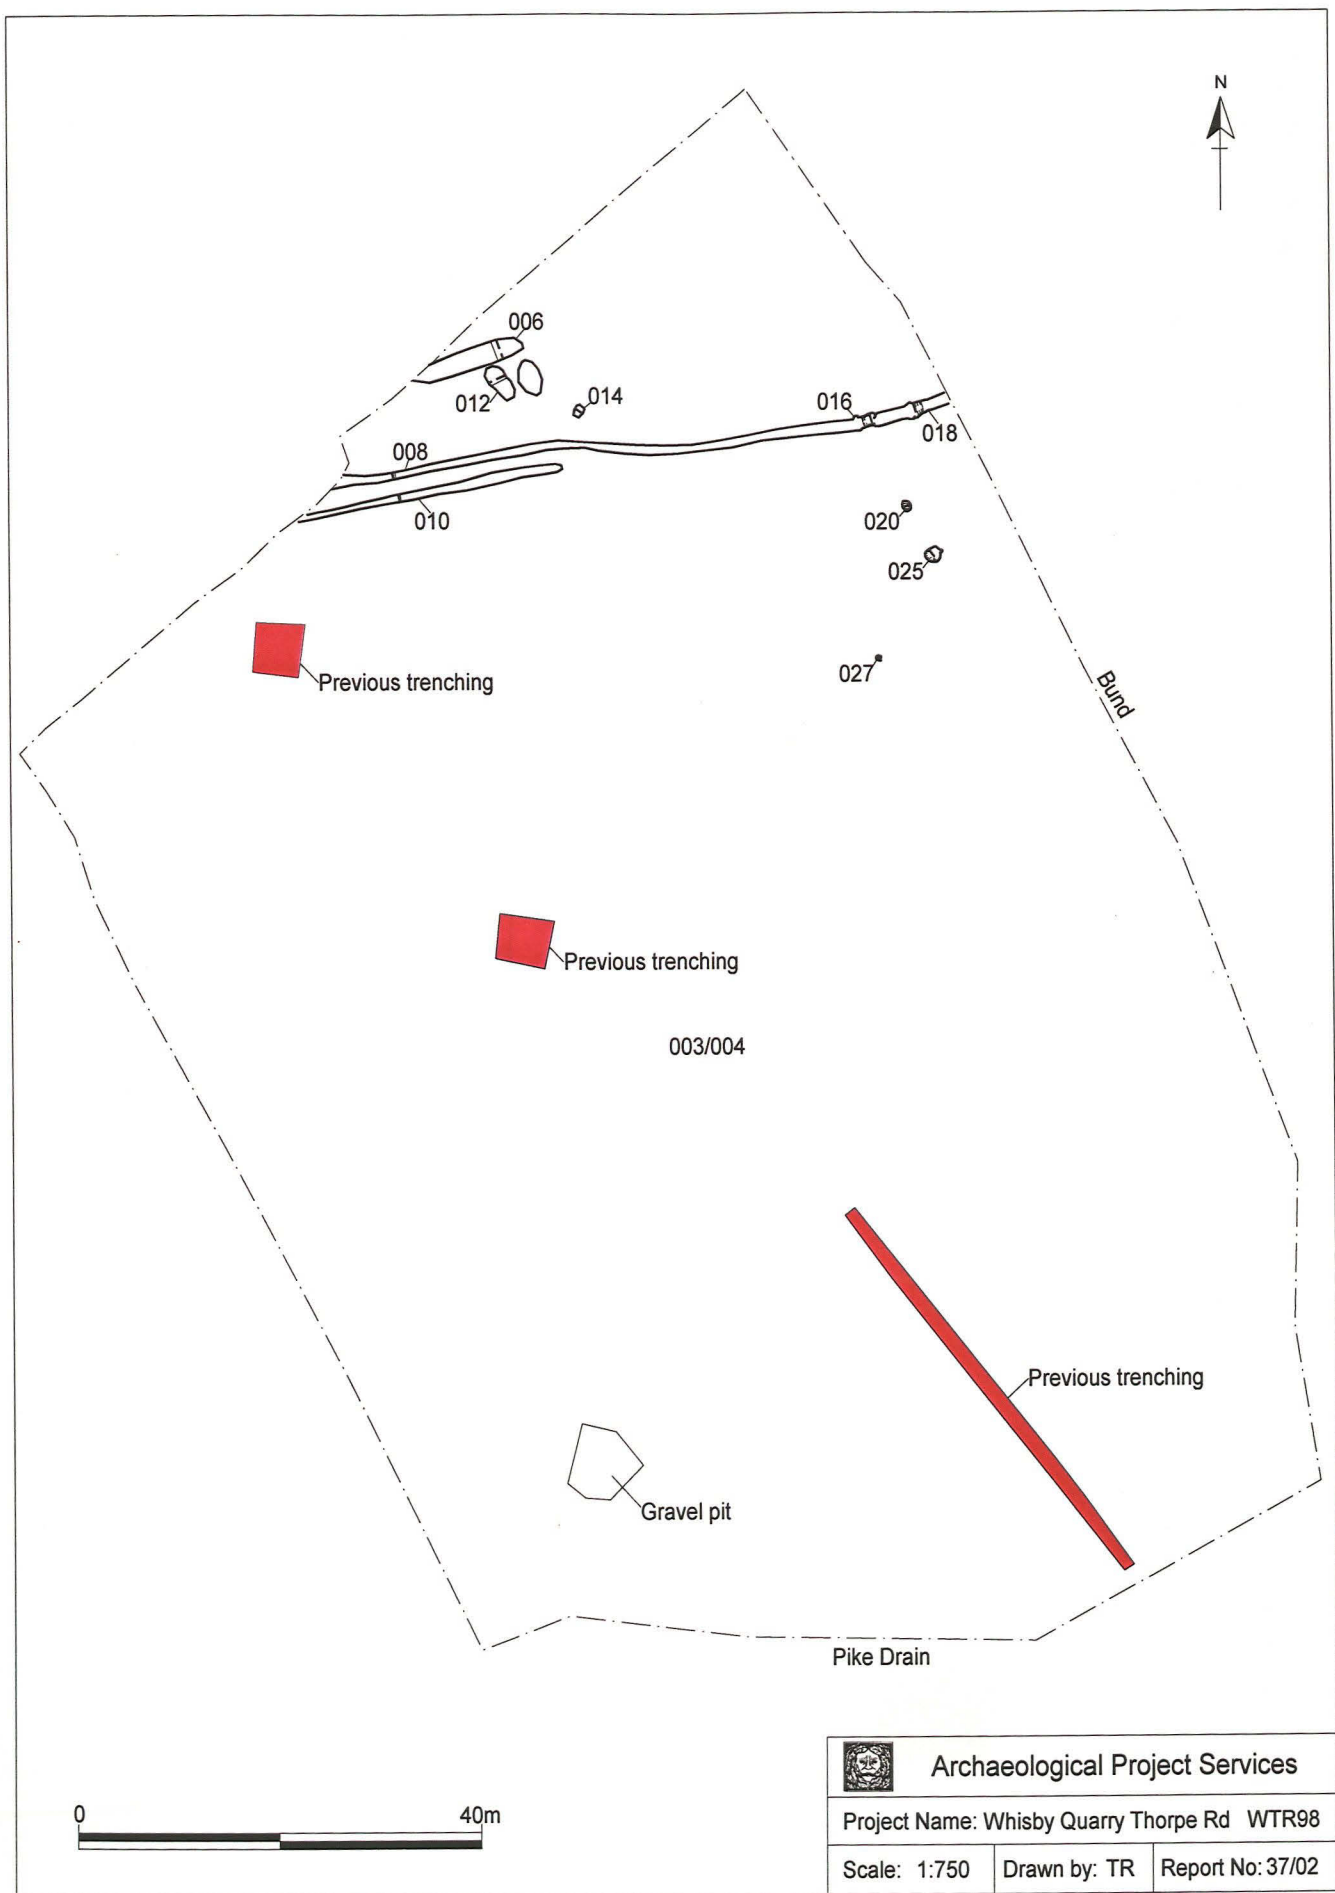 N
006
012
014
016
018
008
010
020
025
027
Previous trenching
Bund
Previous trenching
003/004
Previous trenching
Gravel pit
Pike Drain
0 40m
Archaeological Project Services
Project Name: Whisby Quarry Thorpe Rd WTR98
Scale: 1:750 Drawn by: TR Report No: 37/02